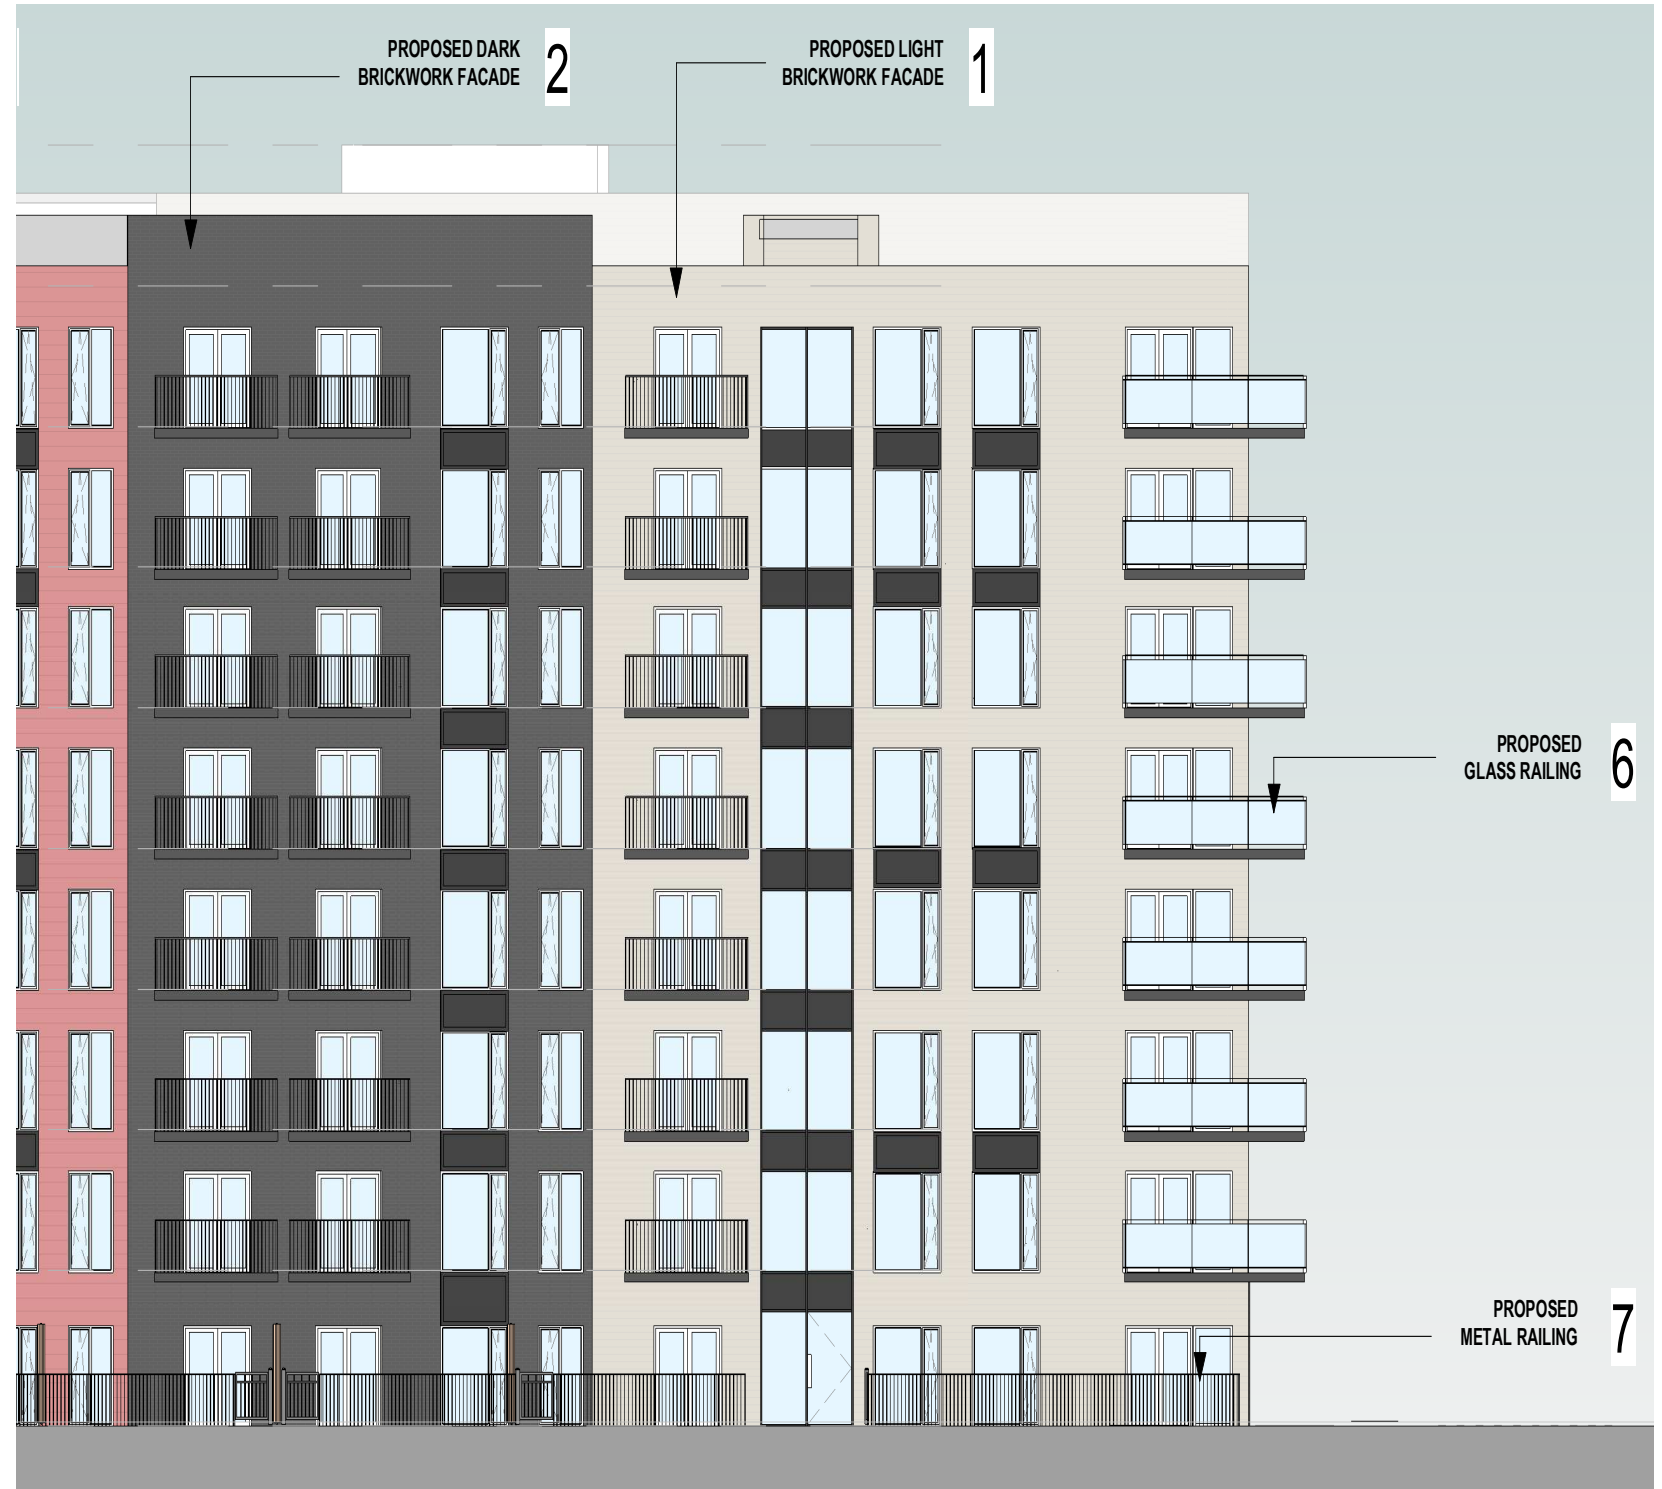 PROPOSED DARK
BRICKWORK FACADE
2
PROPOSED LIGHT
BRICKWORK FACADE
1
PROPOSED
GLASS RAILING
6
PROPOSED
METAL RAILING
7